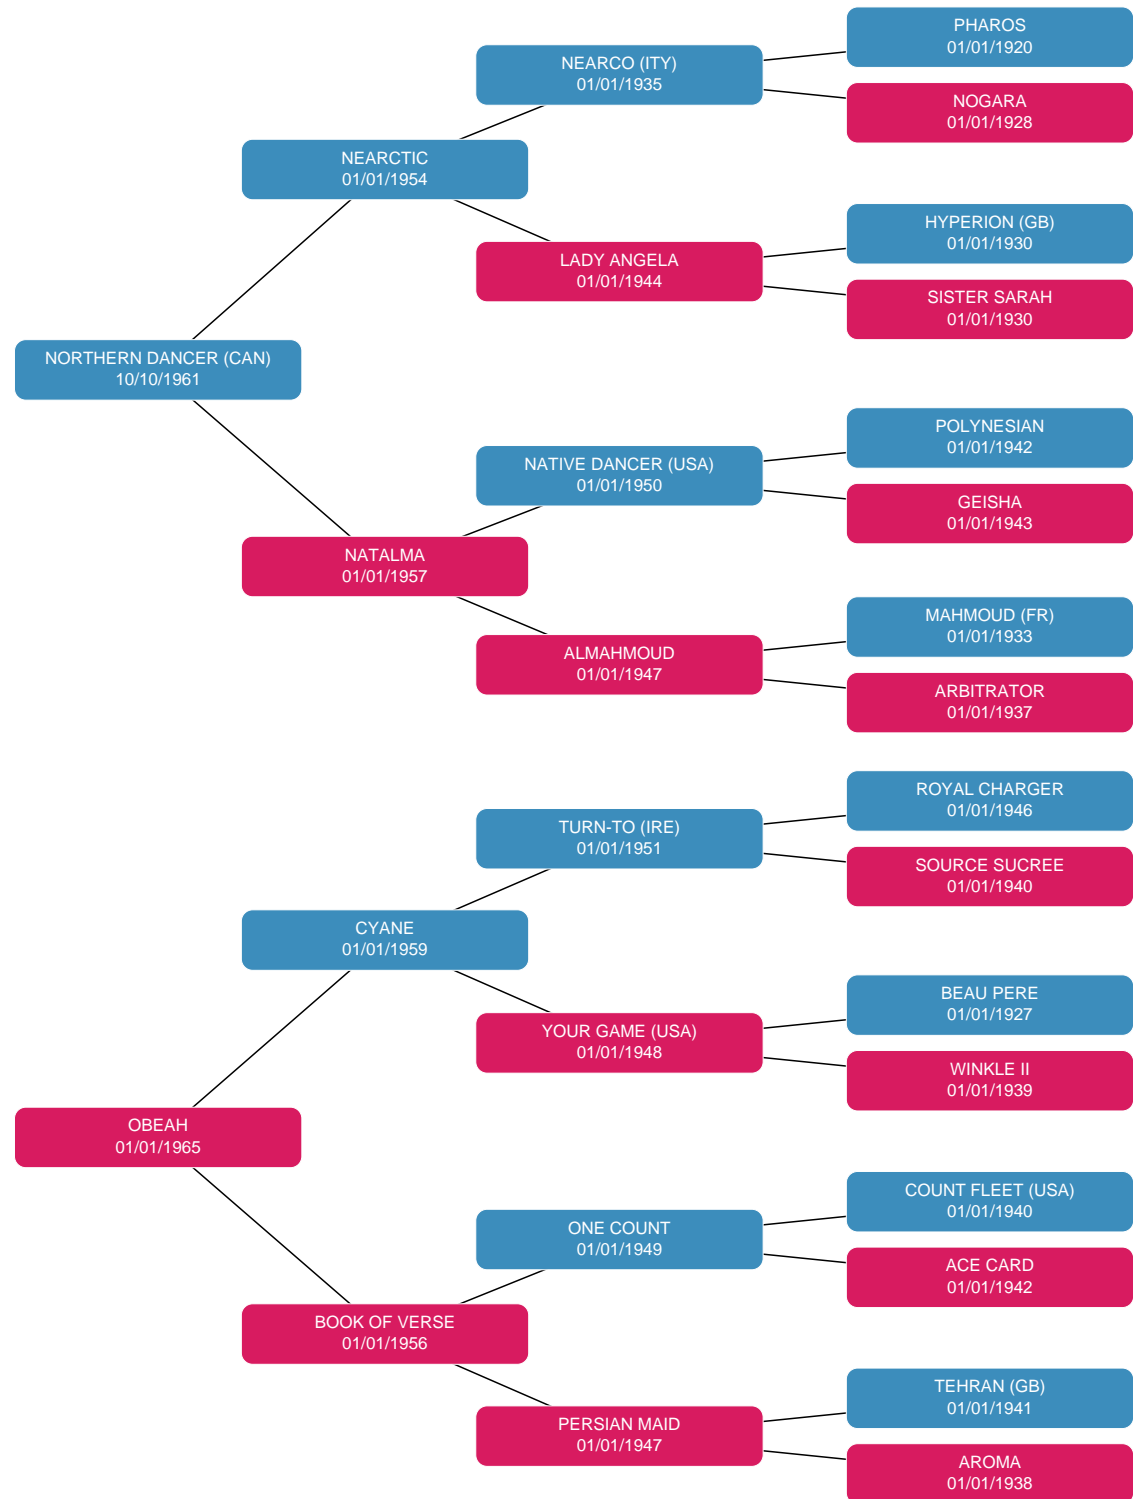 PHAROS
01/01/1920
NEARCO (ITY)
01/01/1935
NOGARA
01/01/1928
NEARCTIC
01/01/1954
HYPERION (GB)
01/01/1930
LADY ANGELA
01/01/1944
SISTER SARAH
01/01/1930
NORTHERN DANCER (CAN)
10/10/1961
POLYNESIAN
01/01/1942
NATIVE DANCER (USA)
01/01/1950
GEISHA
01/01/1943
NATALMA
01/01/1957
MAHMOUD (FR)
01/01/1933
ALMAHMOUD
01/01/1947
ARBITRATOR
01/01/1937
ROYAL CHARGER
01/01/1946
TURN-TO (IRE)
01/01/1951
SOURCE SUCREE
01/01/1940
CYANE
01/01/1959
BEAU PERE
01/01/1927
YOUR GAME (USA)
01/01/1948
WINKLE II
01/01/1939
OBEAH
01/01/1965
COUNT FLEET (USA)
01/01/1940
ONE COUNT
01/01/1949
ACE CARD
01/01/1942
BOOK OF VERSE
01/01/1956
TEHRAN (GB)
01/01/1941
PERSIAN MAID
01/01/1947
AROMA
01/01/1938